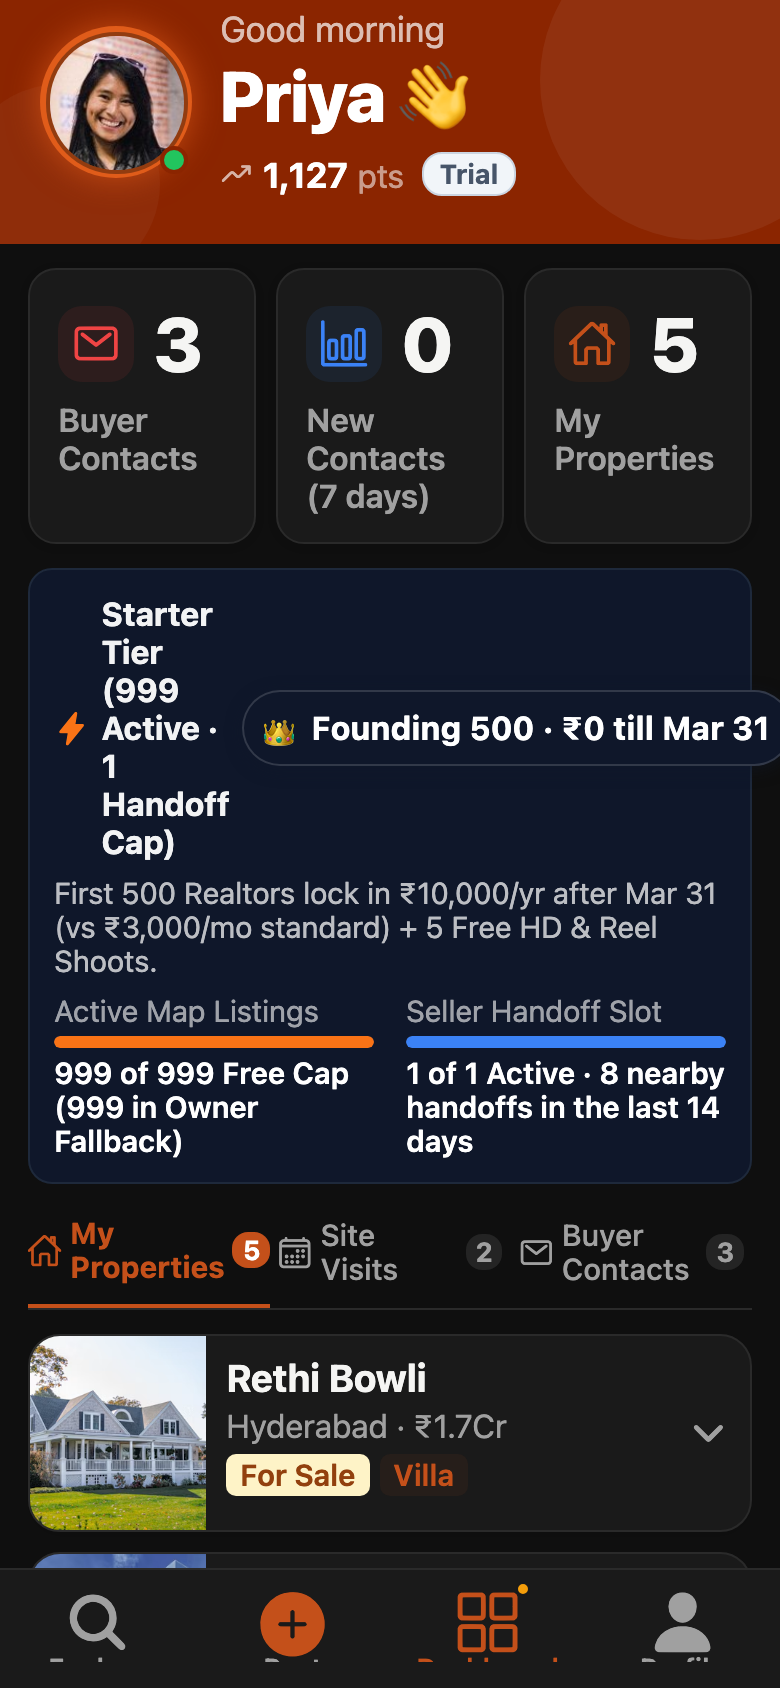 Good morning
Priya 👋
1,127 pts Trial
3
Buyer
Contacts
0
New
Contacts
(7 days)
5
My
Properties
Starter
Tier
(999
Active ·
1
Handoff
Cap)
👑 Founding 500 · ₹0 till Mar 31
First 500 Realtors lock in ₹10,000/yr after Mar 31
(vs ₹3,000/mo standard) + 5 Free HD & Reel
Shoots.
Active Map Listings
999 of 999 Free Cap
(999 in Owner
Fallback)
Seller Handoff Slot
1 of 1 Active · 8 nearby
handoffs in the last 14
days
My
Properties
5
Site
Visits
2
Buyer
Contacts
3
Rethi Bowli
Hyderabad · ₹1.7Cr
For Sale Villa